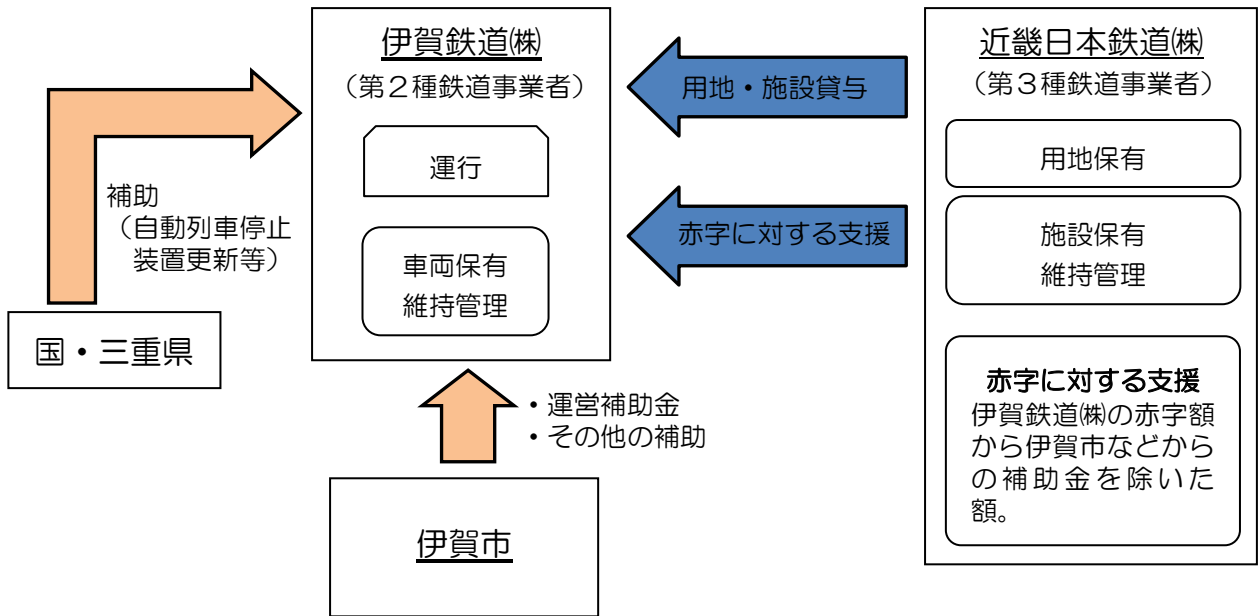 伊賀鉄道㈱
（第２種鉄道事業者）
運行
車両保有
維持管理
用地・施設貸与
赤字に対する支援
近畿日本鉄道㈱
（第３種鉄道事業者）
用地保有
施設保有
維持管理
赤字に対する支援
伊賀鉄道㈱の赤字額
から伊賀市などから
の補助金を除いた
額。
補助
（自動列車停止
装置更新等）
国・三重県
・運営補助金
・その他の補助
伊賀市